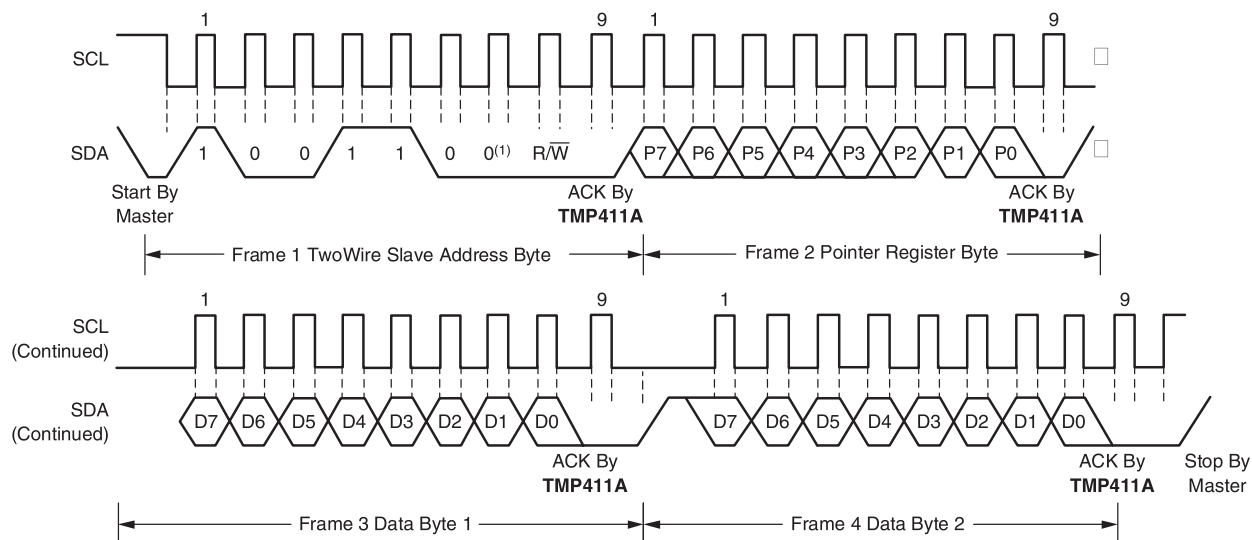 1 9 1 9
SCL
SDA 1 0 0 1 1 0 0(1) R/W P7 P6 P5 P4 P3 P2 P1 P0
Start By ACK By ACK By
Master TMP411A TMP411A
Frame 1 TwoWire Slave Address Byte Frame 2 Pointer Register Byte
1 9 1 9
SCL
(Continued)
SDA D7 D6 D5 D4 D3 D2 D1 D0 D7 D6 D5 D4 D3 D2 D1 D0
(Continued)
ACK By ACK By Stop By
TMP411A TMP411A Master
Frame 3 Data Byte 1 Frame 4 Data Byte 2